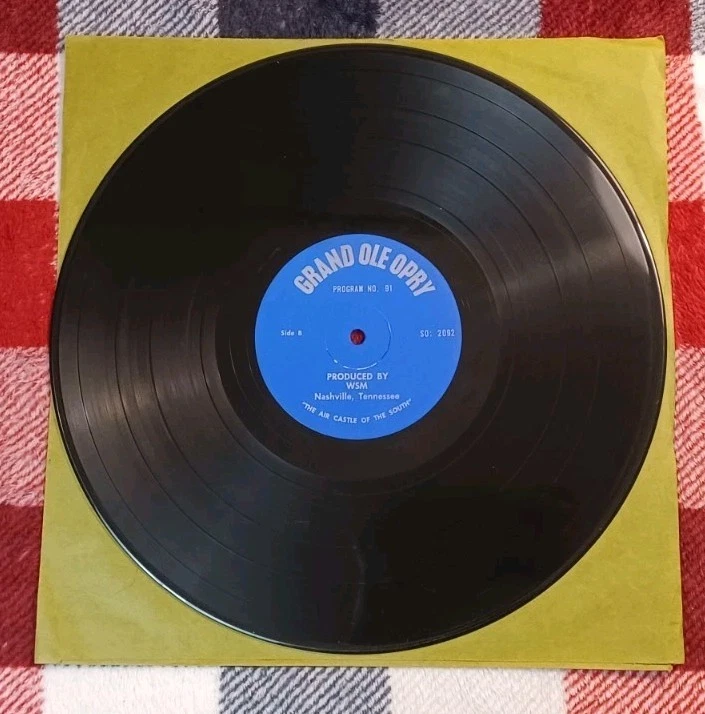 GRAND OLE OPRY
PROGRAM NO. 91
Side B SO: 2692
PRODUCED BY
WSM
Nashville, Tennessee
"THE AIR CASTLE OF THE SOUTH"